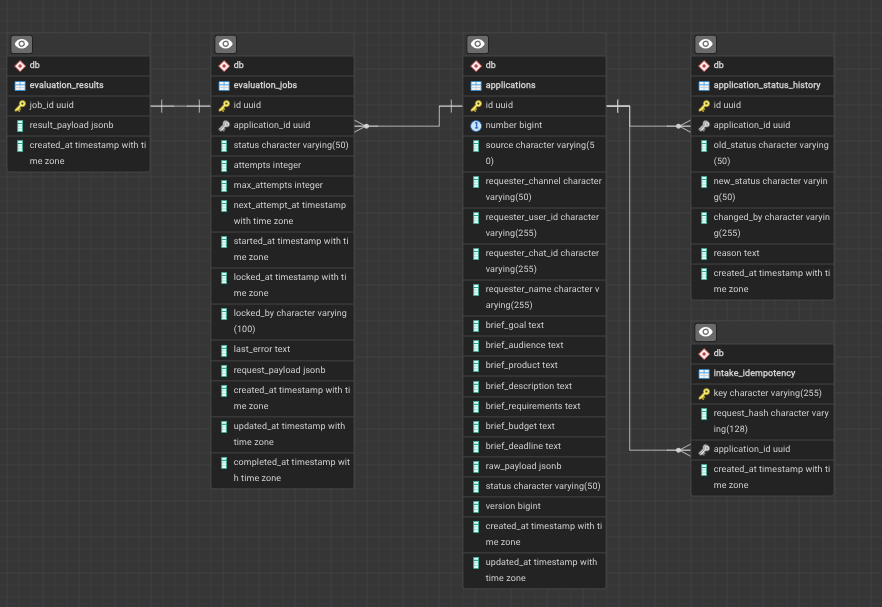 db
evaluation_results
job_id uuid
result_payload jsonb
created_at timestamp with ti
me zone
db
evaluation_jobs
id uuid
application_id uuid
status character varying(50)
attempts integer
max_attempts integer
next_attempt_at timestamp
with time zone
started_at timestamp with ti
me zone
locked_at timestamp with ti
me zone
locked_by character varying
(100)
last_error text
request_payload jsonb
created_at timestamp with ti
me zone
updated_at timestamp with
time zone
completed_at timestamp wit
h time zone
db
applications
id uuid
1
number bigint
source character varying(5
0)
requester_channel character
varying(50)
requester_user_id character
varying(255)
requester_chat_id character
varying(255)
requester_name character v
arying(255)
brief_goal text
brief_audience text
brief_product text
brief_description text
brief_requirements text
brief_budget text
brief_deadline text
raw_payload jsonb
status character varying(50)
version bigint
created_at timestamp with ti
me zone
updated_at timestamp with
time zone
db
application_status_history
id uuid
application_id uuid
old_status character varying
(50)
new_status character varyin
g(50)
changed_by character varyin
g(255)
reason text
created_at timestamp with ti
me zone
db
intake_idempotency
key character varying(255)
request_hash character vary
ing(128)
application_id uuid
created_at timestamp with ti
me zone